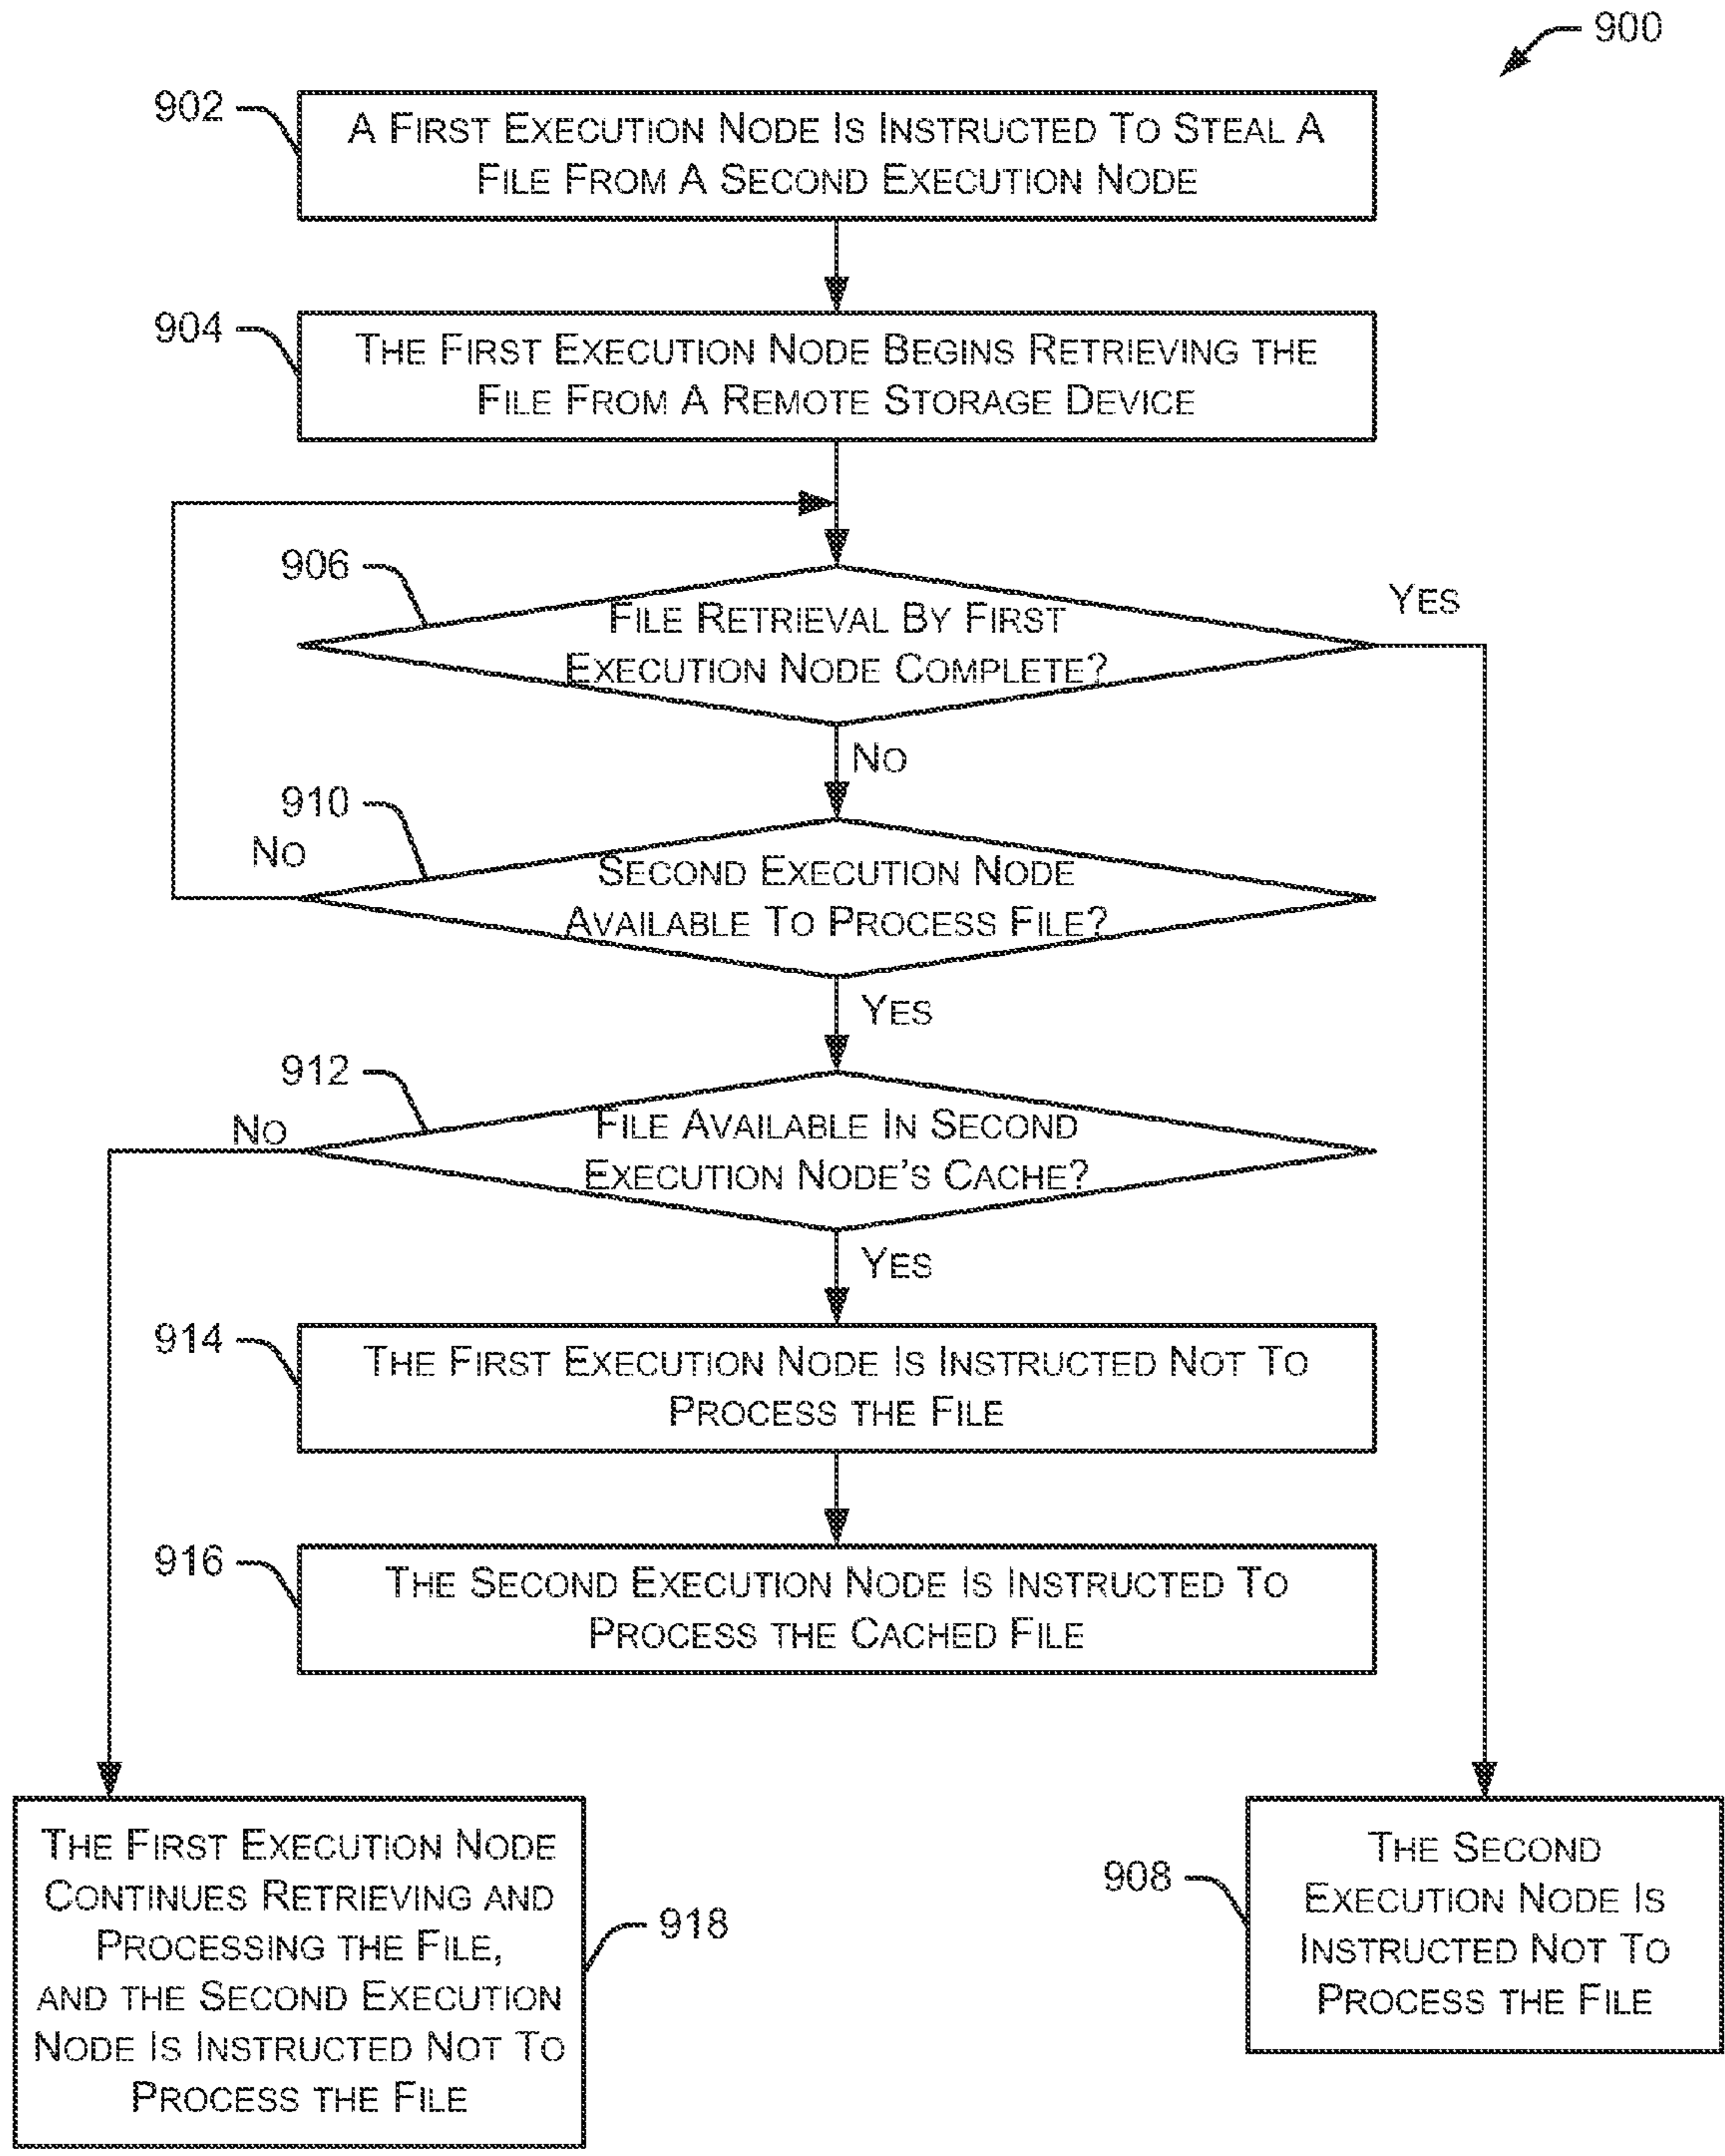 900
902
A First Execution Node Is Instructed To Steal A
File From A Second Execution Node
904
The First Execution Node Begins Retrieving the
File From A Remote Storage Device
906
File Retrieval By First
Execution Node Complete?
Yes
No
910
No
Second Execution Node
Available To Process File?
Yes
912
No
File Available In Second
Execution Node's Cache?
Yes
914
The First Execution Node Is Instructed Not To
Process the File
916
The Second Execution Node Is Instructed To
Process the Cached File
The First Execution Node
Continues Retrieving and
Processing the File,
and the Second Execution
Node Is Instructed Not To
Process the File
918
908
The Second
Execution Node Is
Instructed Not To
Process the File